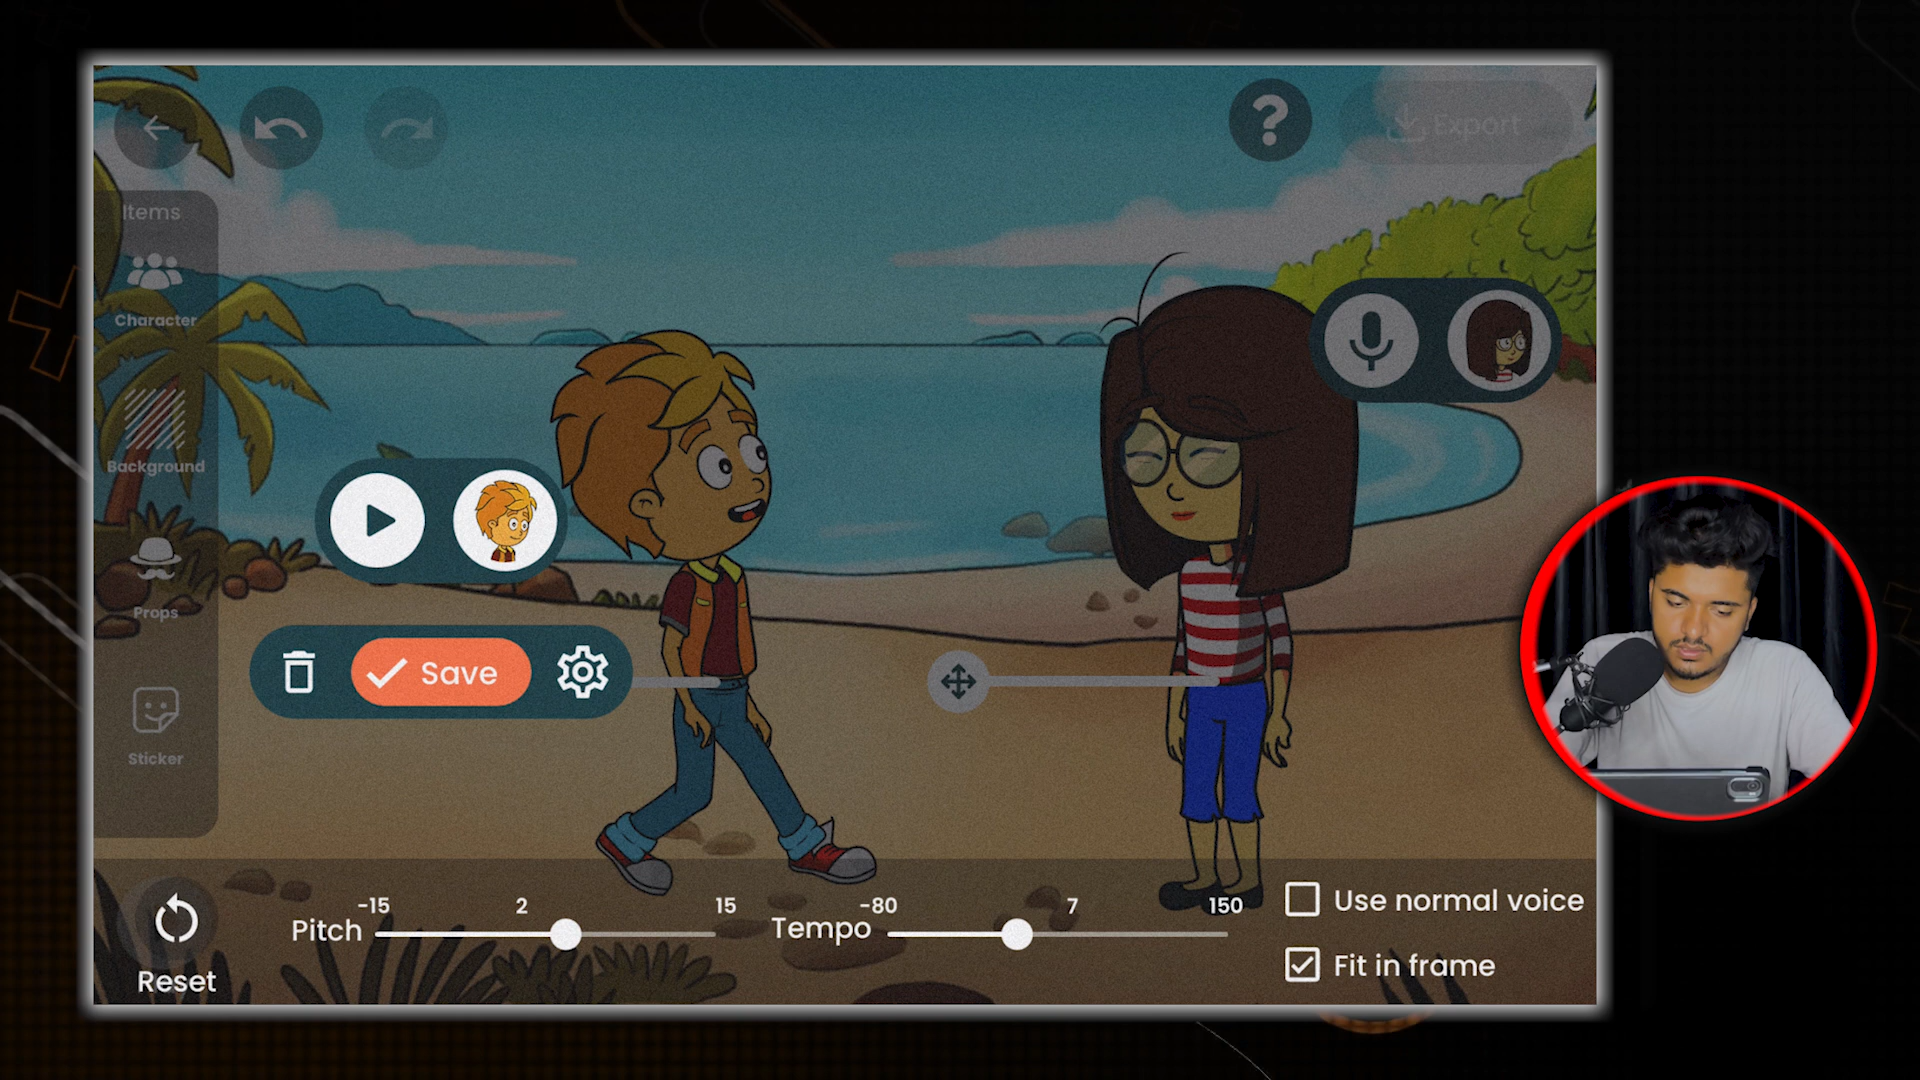 Export
Items
Character
Background
Props
Save
Sticker
-15 2 15 -80 7 150
Pitch Tempo
Use normal voice
Fit in frame
Reset